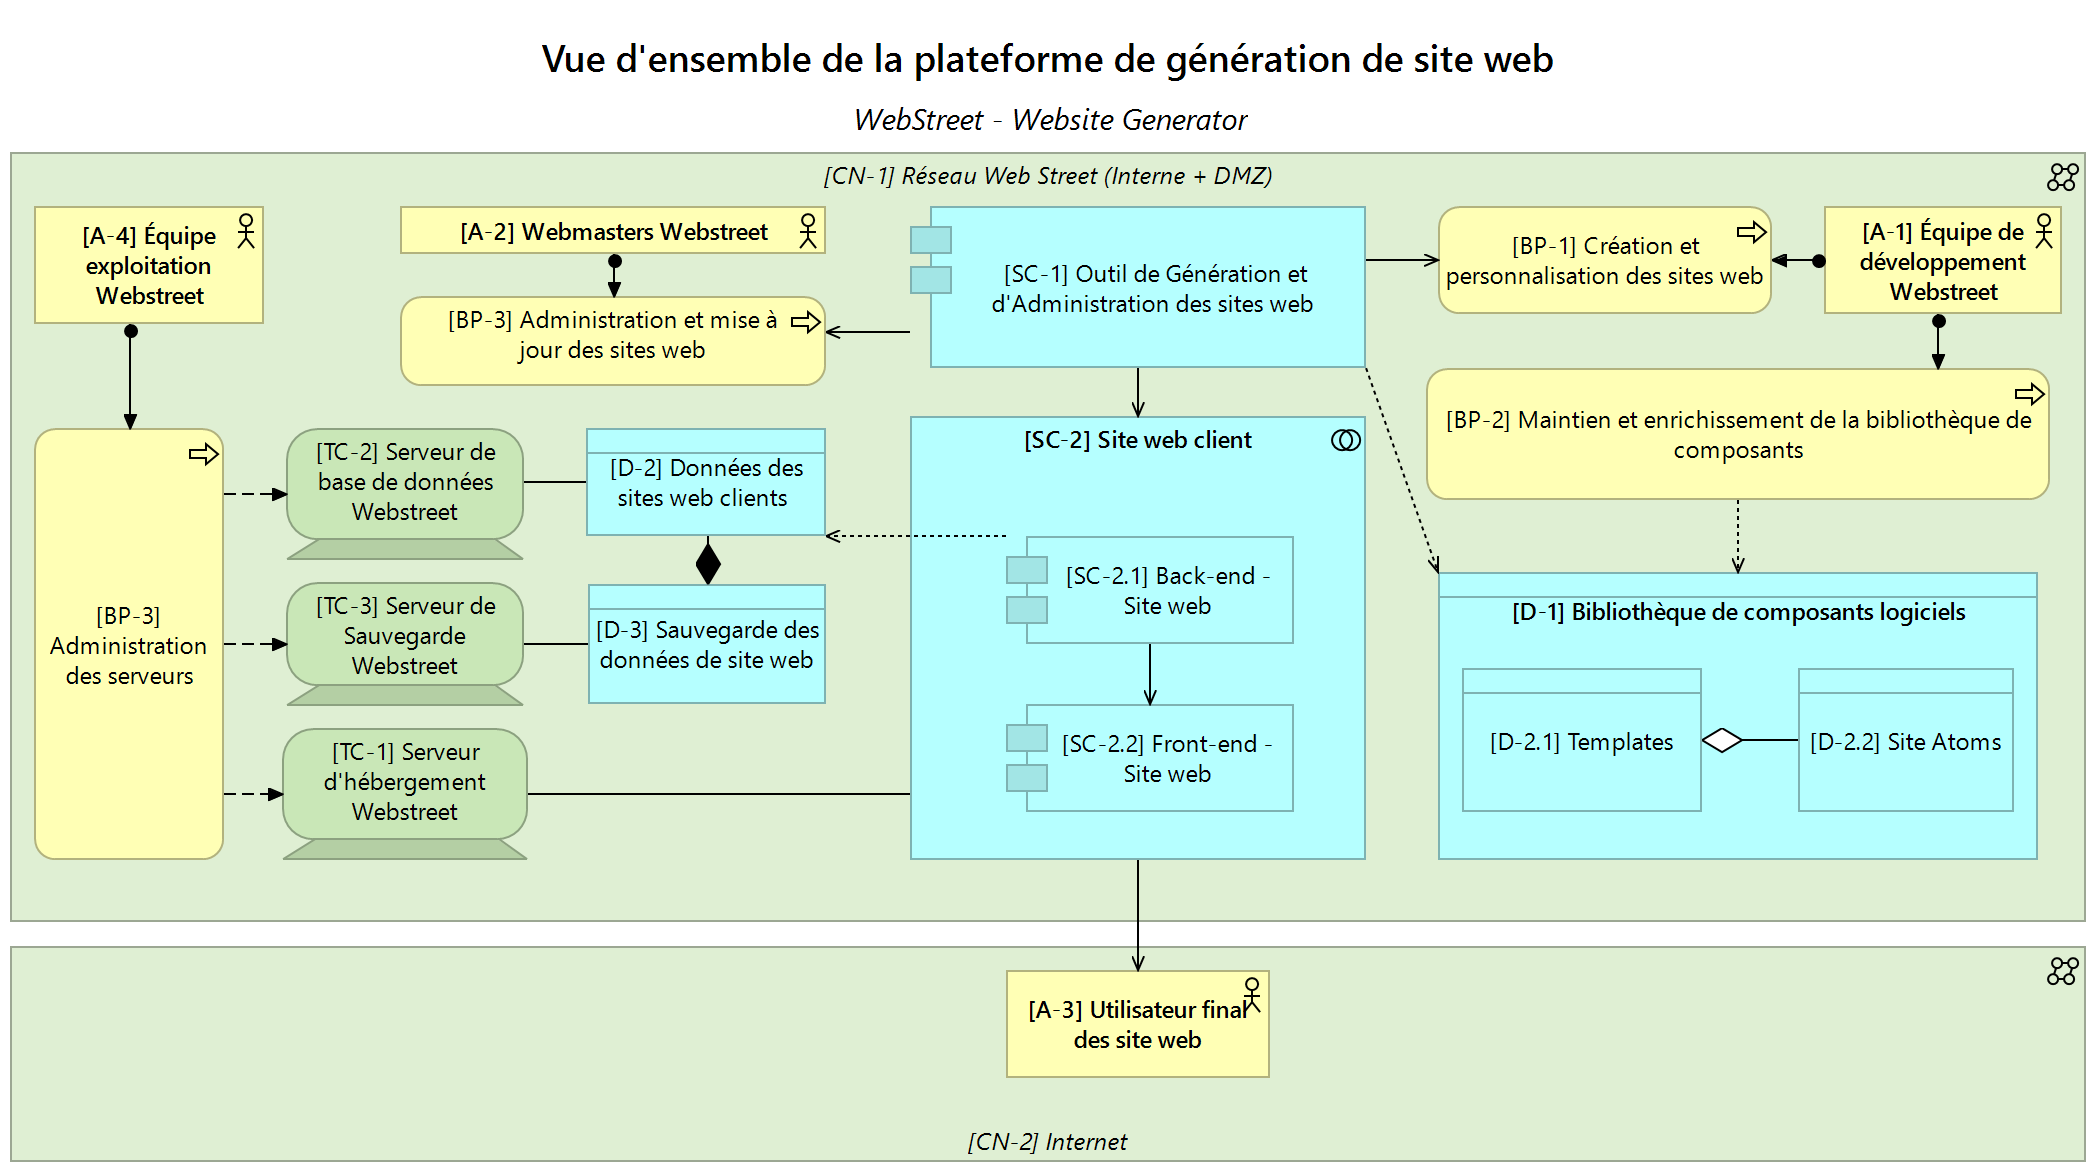 Vue d'ensemble de la plateforme de génération de site web
WebStreet - Website Generator
[CN-1] Réseau Web Street (Interne + DMZ)
[A-4] Équipe
exploitation
Webstreet
[A-2] Webmasters Webstreet
[SC-1] Outil de Génération et
d'Administration des sites web
[BP-1] Création et
personnalisation des sites web
[A-1] Équipe de
développement
Webstreet
[BP-3] Administration et mise à
jour des sites web
[BP-2] Maintien et enrichissement de la bibliothèque de
composants
[BP-3]
Administration
des serveurs
[TC-2] Serveur de
base de données
Webstreet
[D-2] Données des
sites web clients
[SC-2] Site web client
[TC-3] Serveur de
Sauvegarde
Webstreet
[D-3] Sauvegarde des
données de site web
[SC-2.1] Back-end -
Site web
[D-1] Bibliothèque de composants logiciels
[TC-1] Serveur
d'hébergement
Webstreet
[SC-2.2] Front-end -
Site web
[D-2.1] Templates
[D-2.2] Site Atoms
[A-3] Utilisateur final
des site web
[CN-2] Internet